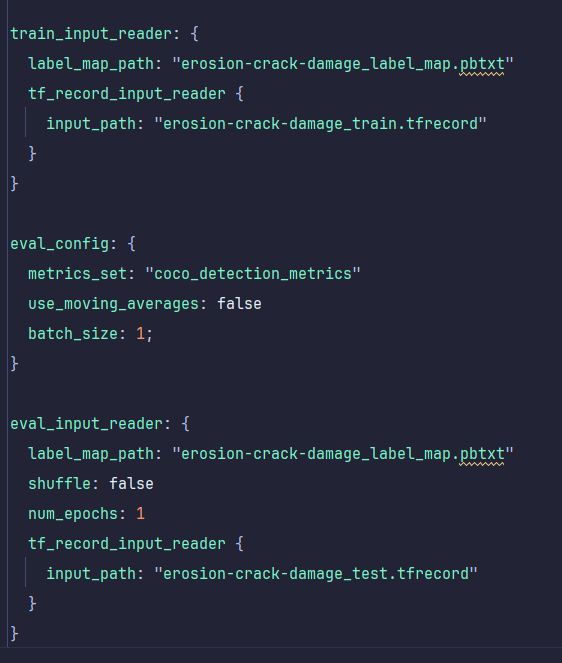 train_input_reader: {
  label_map_path: "erosion-crack-damage_label_map.pbtxt"
  tf_record_input_reader {
    input_path: "erosion-crack-damage_train.tfrecord"
  }
}

eval_config: {
  metrics_set: "coco_detection_metrics"
  use_moving_averages: false
  batch_size: 1;
}

eval_input_reader: {
  label_map_path: "erosion-crack-damage_label_map.pbtxt"
  shuffle: false
  num_epochs: 1
  tf_record_input_reader {
    input_path: "erosion-crack-damage_test.tfrecord"
  }
}